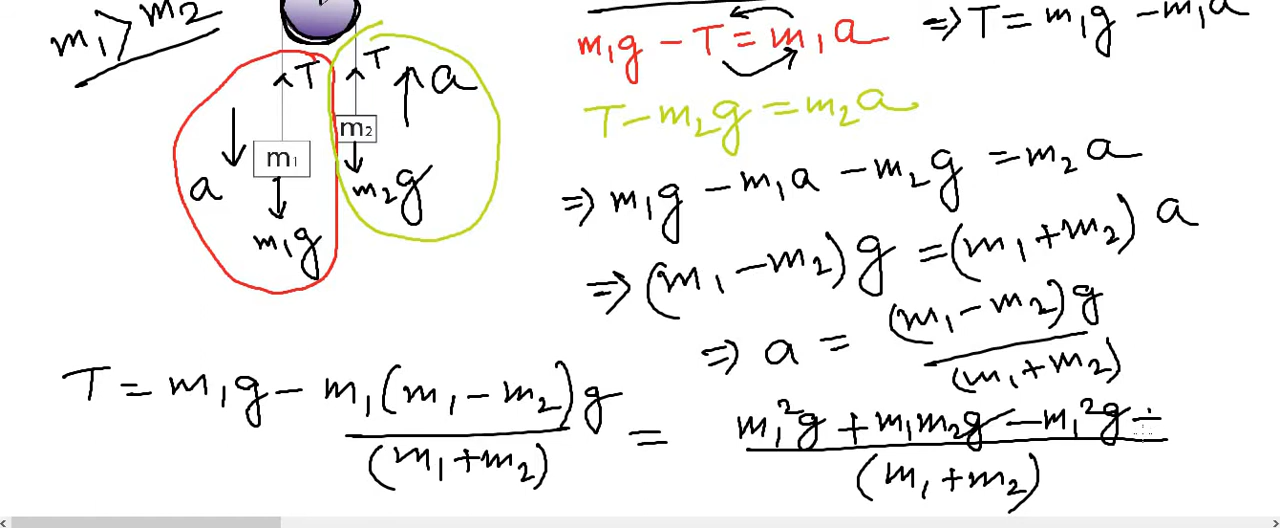 m₁ > m₂
m₁g − T = m₁a ⇒ T = m₁g − m₁a
T T a
T − m₂g = m₂a
m₂
m₁
a m₂g
m₁g
⇒ m₁g − m₁a − m₂g = m₂a
⇒ (m₁ − m₂)g = (m₁ + m₂) a
⇒ a = (m₁ − m₂)g / (m₁ + m₂)
T = m₁g − m₁(m₁ − m₂)g / (m₁ + m₂) = m₁²g + m₁m₂g − m₁²g ÷ / (m₁ + m₂)